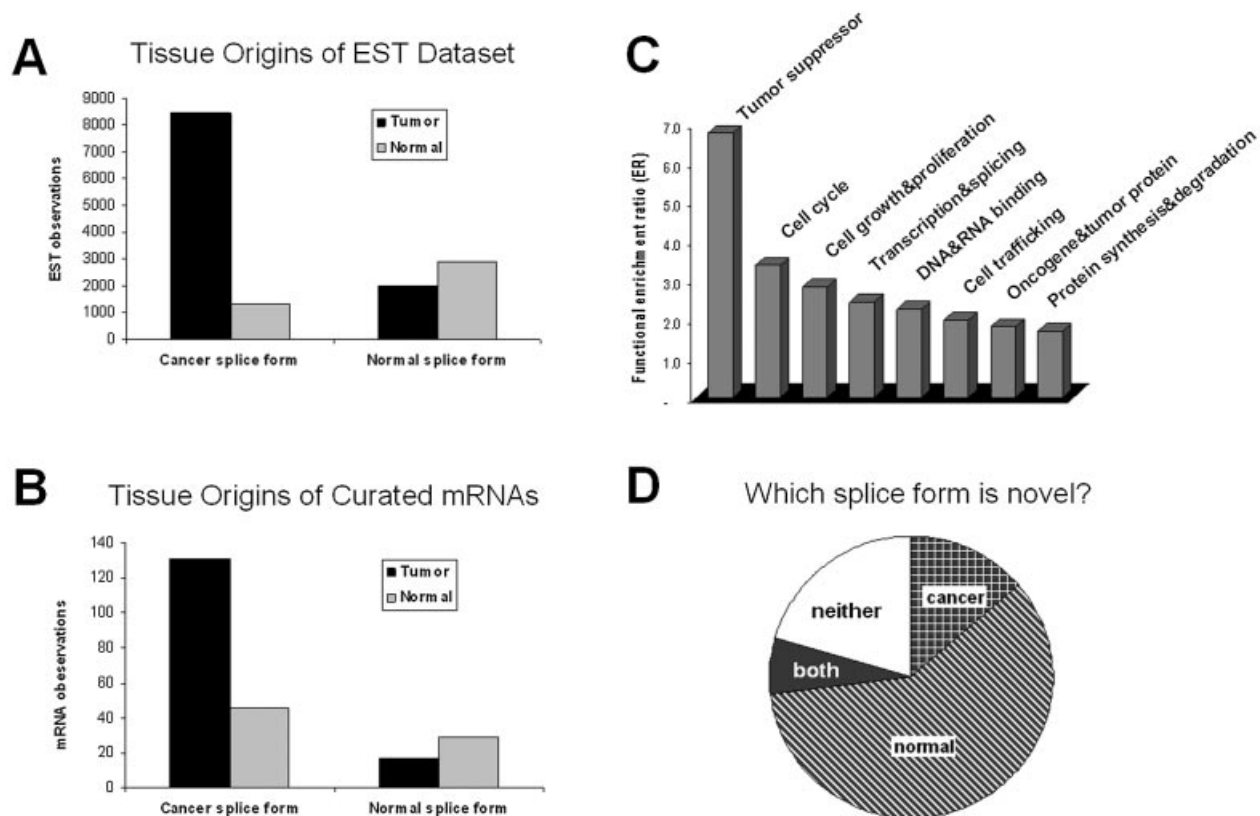 A
Tissue Origins of EST Dataset
EST observations
9000
8000
7000
6000
5000
4000
3000
2000
1000
0
Tumor
Normal
Cancer splice form
Normal splice form
B
Tissue Origins of Curated mRNAs
mRNA obeservations
140
120
100
80
60
40
20
0
Tumor
Normal
Cancer splice form
Normal splice form
C
Functional enrichment ratio (ER)
7.0
6.0
5.0
4.0
3.0
2.0
1.0
-
Tumor suppressor
Cell cycle
Cell growth&proliferation
Transcription&splicing
DNA&RNA binding
Cell trafficking
Oncogene&tumor protein
Protein synthesis&degradation
D
Which splice form is novel?
neither
cancer
both
normal